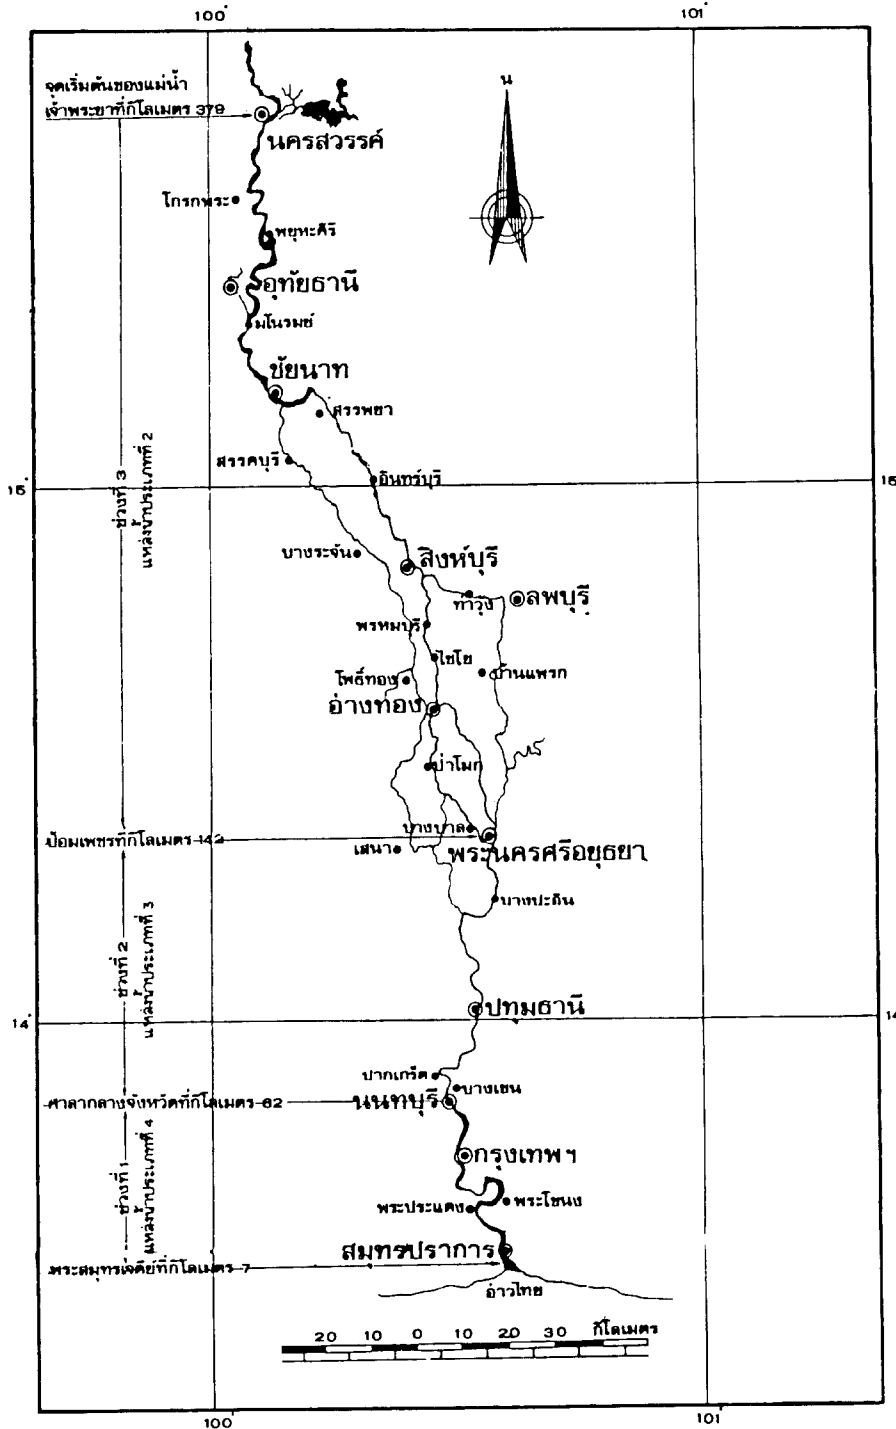 100°
101°
น
จุดเริ่มต้นของแม่น้ำ
เจ้าพระยาที่กิโลเมตร 379
นครสวรรค์
โกรกพระ
พยุหะคิรี
อุทัยธานี
มโนรมย์
ชัยนาท
สรรพยา
สรรคบุรี
อินทร์บุรี
15°
15
ช่วงที่ 3
แหล่งน้ำประเภทที่ 2
บางระจัน
สิงห์บุรี
ท่าวุ้ง
ลพบุรี
พรหมบุรี
ไชโย
โพธิ์ทอง
บ้านแพรก
อ่างทอง
ป่าโมก
ป้อมเพชรที่กิโลเมตร 142
บางบาล
เสนา
พระนครศรีอยุธยา
บางปะอิน
ช่วงที่ 2
แหล่งน้ำประเภทที่ 3
ปทุมธานี
14°
14
ปากเกร็ด
บางเขน
ศาลากลางจังหวัดที่กิโลเมตร 62
นนทบุรี
ช่วงที่ 1
แหล่งน้ำประเภทที่ 4
กรุงเทพฯ
พระประแดง
พระโขนง
สมุทรปราการ
พระสมุทรเจดีย์ที่กิโลเมตร 7
อ่าวไทย
20 10 0 10 20 30 กิโลเมตร
100°
101°